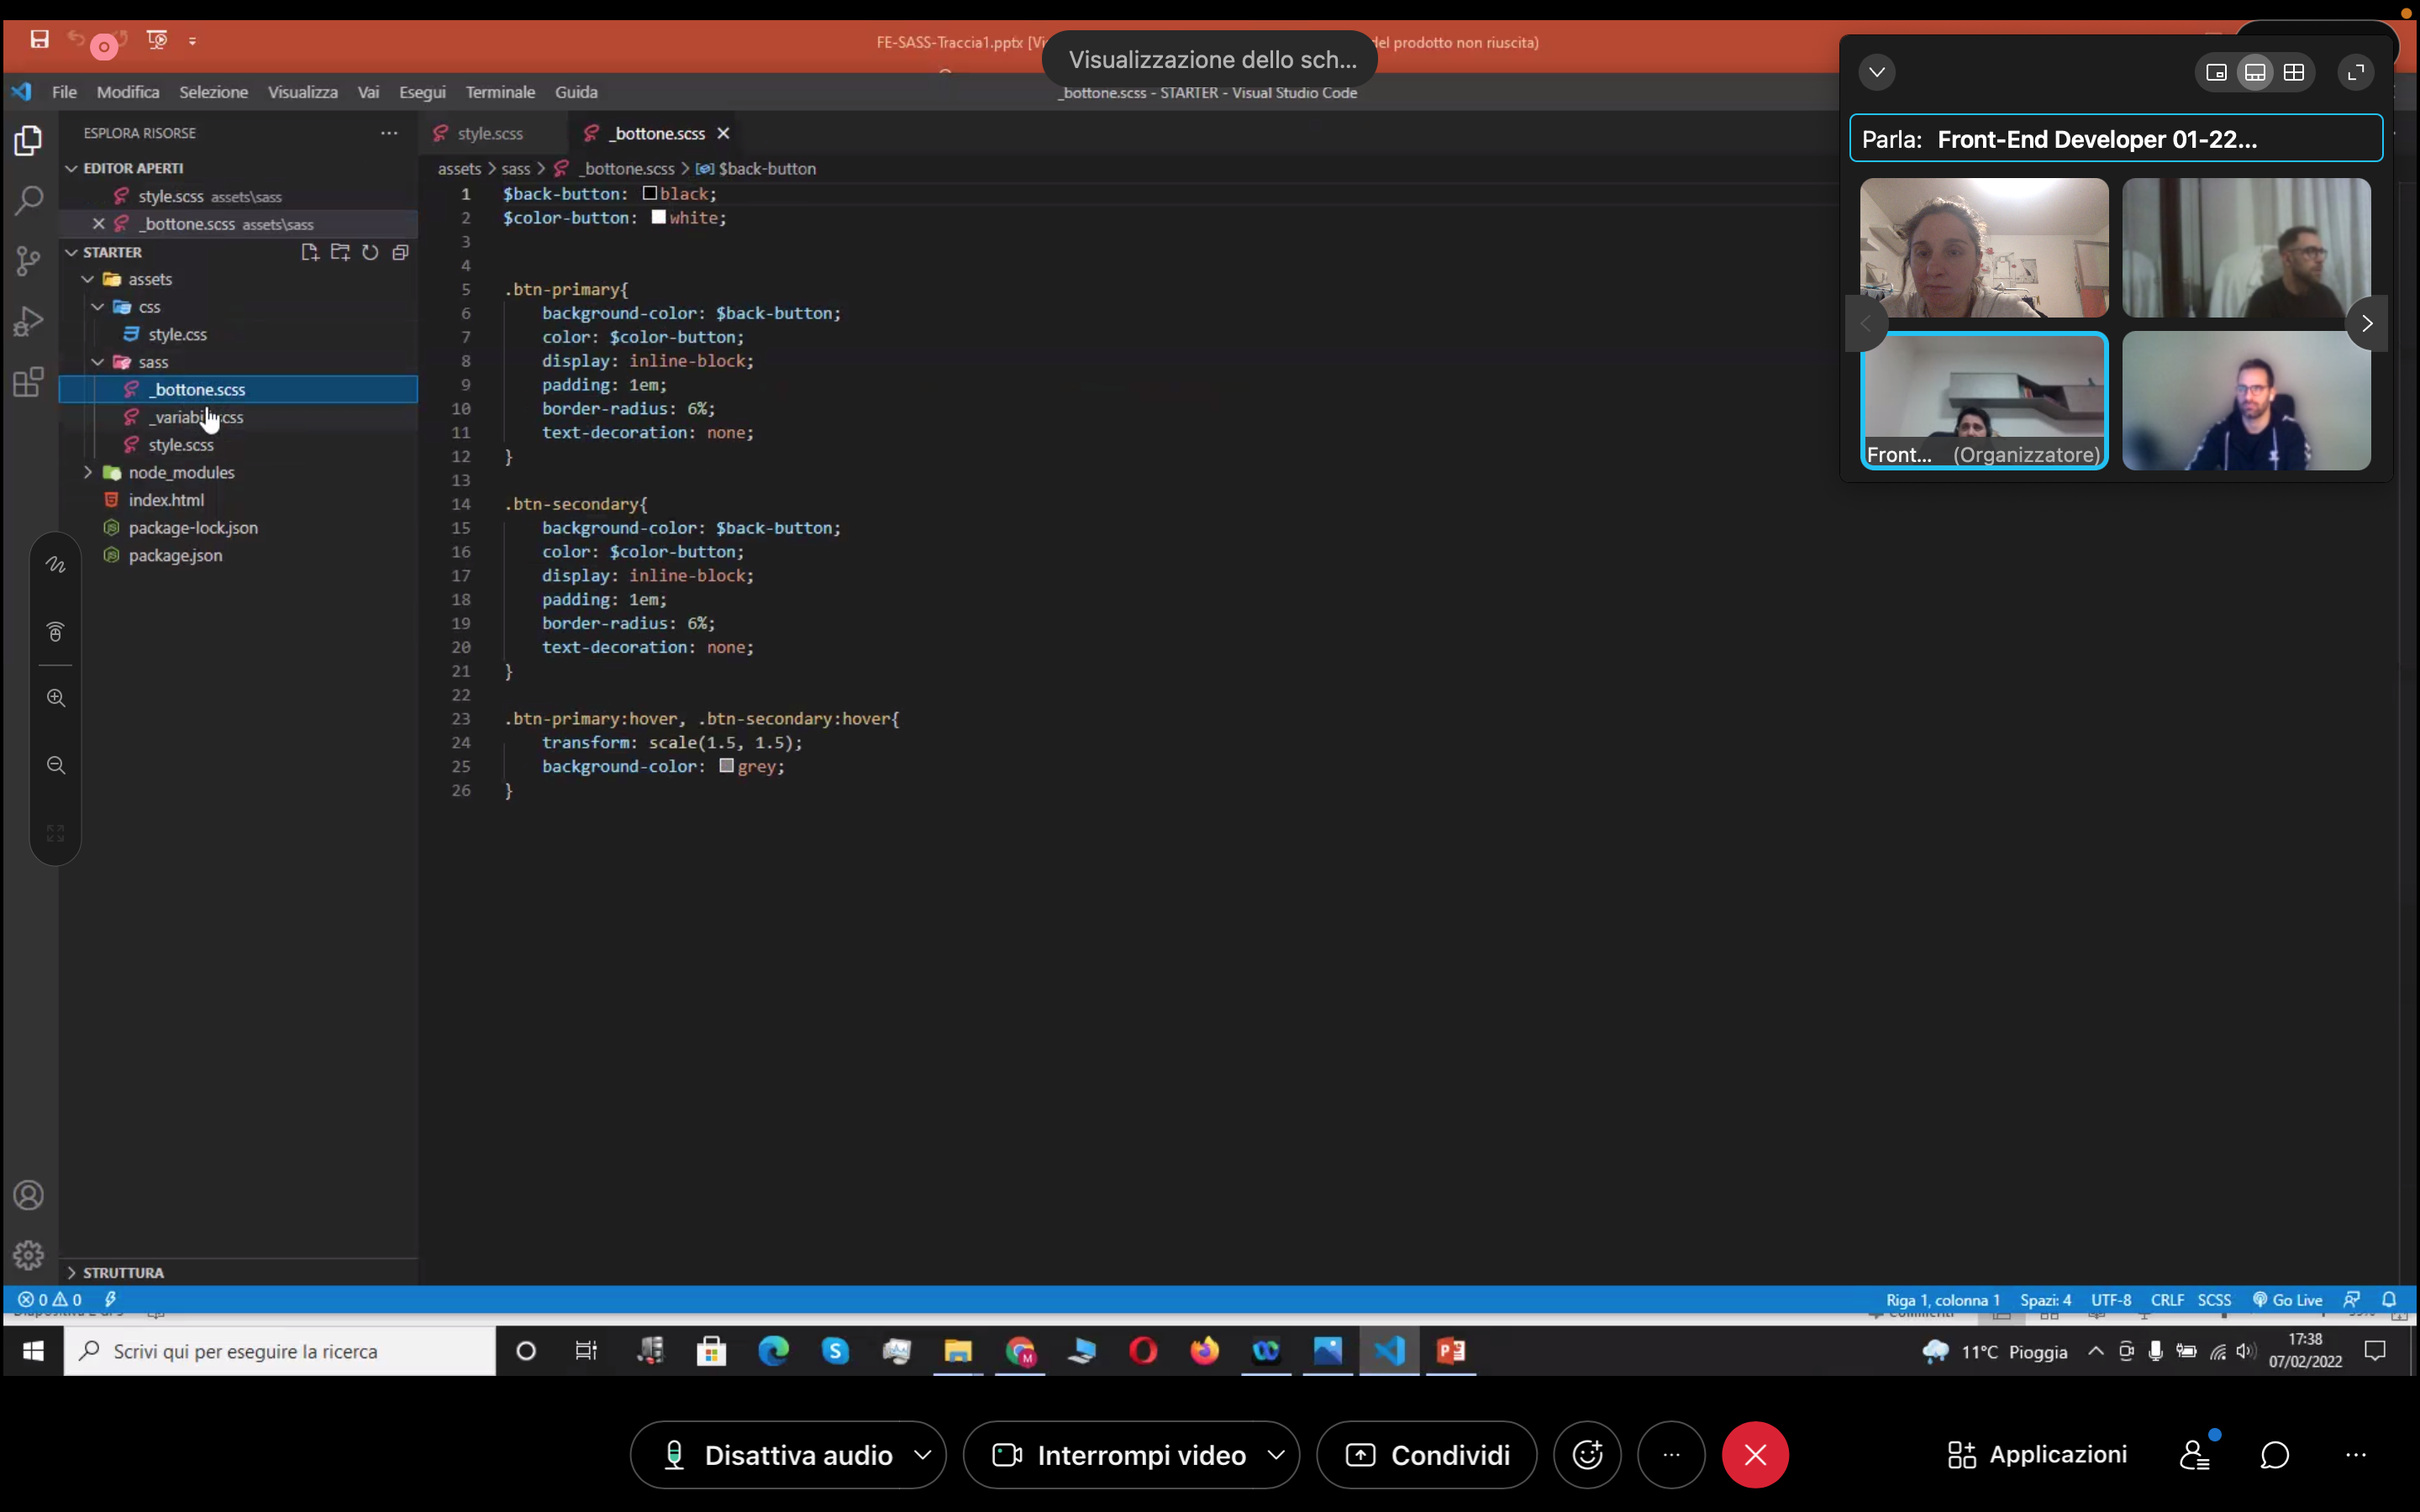 FE-SASS-Traccia1.pptx
del prodotto non riuscita)
Visualizzazione dello sch...
File Modifica Selezione Visualizza Vai Esegui Terminale Guida
_bottone.scss - STARTER - Visual Studio Code
Parla: Front-End Developer 01-22...
Front... (Organizzatore)
ESPLORA RISORSE
EDITOR APERTI
style.scss assets\sass
_bottone.scss assets\sass
STARTER
assets
css
style.css
sass
_bottone.scss
style.scss
node_modules
index.html
package-lock.json
package.json
STRUTTURA
style.scss
_bottone.scss
assets > sass > _bottone.scss > $back-button
1 $back-button: black;
2 $color-button: white;
3
4
5 .btn-primary{
6 background-color: $back-button;
7 color: $color-button;
8 display: inline-block;
9 padding: 1em;
10 border-radius: 6%;
11 text-decoration: none;
12 }
13
14 .btn-secondary{
15 background-color: $back-button;
16 color: $color-button;
17 display: inline-block;
18 padding: 1em;
19 border-radius: 6%;
20 text-decoration: none;
21 }
22
23 .btn-primary:hover, .btn-secondary:hover{
24 transform: scale(1.5, 1.5);
25 background-color: grey;
26 }
0 0
Riga 1, colonna 1 Spazi: 4 UTF-8 CRLF SCSS Go Live
Scrivi qui per eseguire la ricerca
11°C Pioggia
17:38
07/02/2022
Disattiva audio
Interrompi video
Condividi
Applicazioni